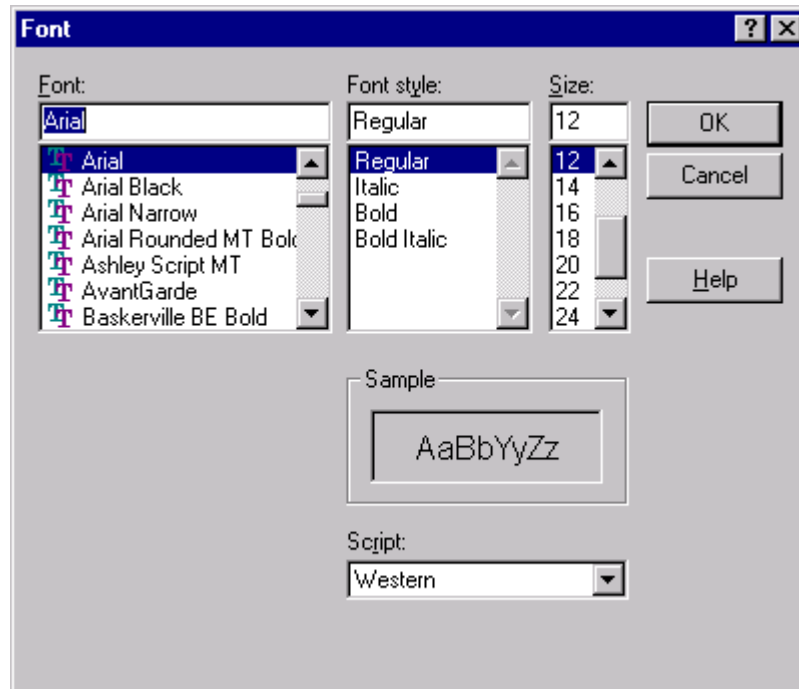 Font
Font:
Arial
Arial
Arial Black
Arial Narrow
Arial Rounded MT Bold
Ashley Script MT
AvantGarde
Baskerville BE Bold
Font style:
Regular
Regular
Italic
Bold
Bold Italic
Size:
12
12
14
16
18
20
22
24
OK
Cancel
Help
Sample
AaBbYyZz
Script:
Western